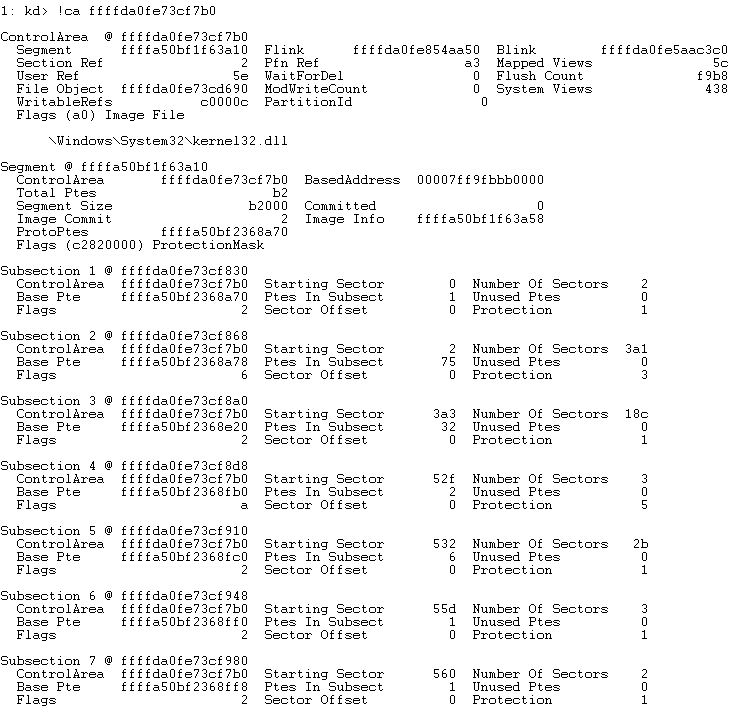 1: kd> !ca ffffda0fe73cf7b0
ControlArea  @ ffffda0fe73cf7b0
  Segment      ffffa50bf1f63a10  Flink      ffffda0fe854aa50  Blink        ffffda0fe5aac3c0
  Section Ref                 2  Pfn Ref                  a3  Mapped Views               5c
  User Ref                   5e  WaitForDel                0  Flush Count              f9b8
  File Object  ffffda0fe73cd690  ModWriteCount             0  System Views              438
  WritableRefs         c0000c  PartitionId                0
  Flags (a0) Image File
      \Windows\System32\kernel32.dll
Segment @ ffffa50bf1f63a10
  ControlArea       ffffda0fe73cf7b0  BasedAddress  00007ff9fbbb0000
  Total Ptes                      b2
  Segment Size                 b2000  Committed                    0
  Image Commit                     2  Image Info    ffffa50bf1f63a58
  ProtoPtes         ffffa50bf2368a70
  Flags (c2820000) ProtectionMask
Subsection 1 @ ffffda0fe73cf830
  ControlArea  ffffda0fe73cf7b0  Starting Sector        0  Number Of Sectors    2
  Base Pte     ffffa50bf2368a70  Ptes In Subsect        1  Unused Ptes          0
  Flags                       2  Sector Offset          0  Protection           1
Subsection 2 @ ffffda0fe73cf868
  ControlArea  ffffda0fe73cf7b0  Starting Sector        2  Number Of Sectors  3a1
  Base Pte     ffffa50bf2368a78  Ptes In Subsect       75  Unused Ptes          0
  Flags                       6  Sector Offset          0  Protection           3
Subsection 3 @ ffffda0fe73cf8a0
  ControlArea  ffffda0fe73cf7b0  Starting Sector      3a3  Number Of Sectors  18c
  Base Pte     ffffa50bf2368e20  Ptes In Subsect       32  Unused Ptes          0
  Flags                       2  Sector Offset          0  Protection           1
Subsection 4 @ ffffda0fe73cf8d8
  ControlArea  ffffda0fe73cf7b0  Starting Sector      52f  Number Of Sectors    3
  Base Pte     ffffa50bf2368fb0  Ptes In Subsect        2  Unused Ptes          0
  Flags                       a  Sector Offset          0  Protection           5
Subsection 5 @ ffffda0fe73cf910
  ControlArea  ffffda0fe73cf7b0  Starting Sector      532  Number Of Sectors   2b
  Base Pte     ffffa50bf2368fc0  Ptes In Subsect        6  Unused Ptes          0
  Flags                       2  Sector Offset          0  Protection           1
Subsection 6 @ ffffda0fe73cf948
  ControlArea  ffffda0fe73cf7b0  Starting Sector      55d  Number Of Sectors    3
  Base Pte     ffffa50bf2368ff0  Ptes In Subsect        1  Unused Ptes          0
  Flags                       2  Sector Offset          0  Protection           1
Subsection 7 @ ffffda0fe73cf980
  ControlArea  ffffda0fe73cf7b0  Starting Sector      560  Number Of Sectors    2
  Base Pte     ffffa50bf2368ff8  Ptes In Subsect        1  Unused Ptes          0
  Flags                       2  Sector Offset          0  Protection           1